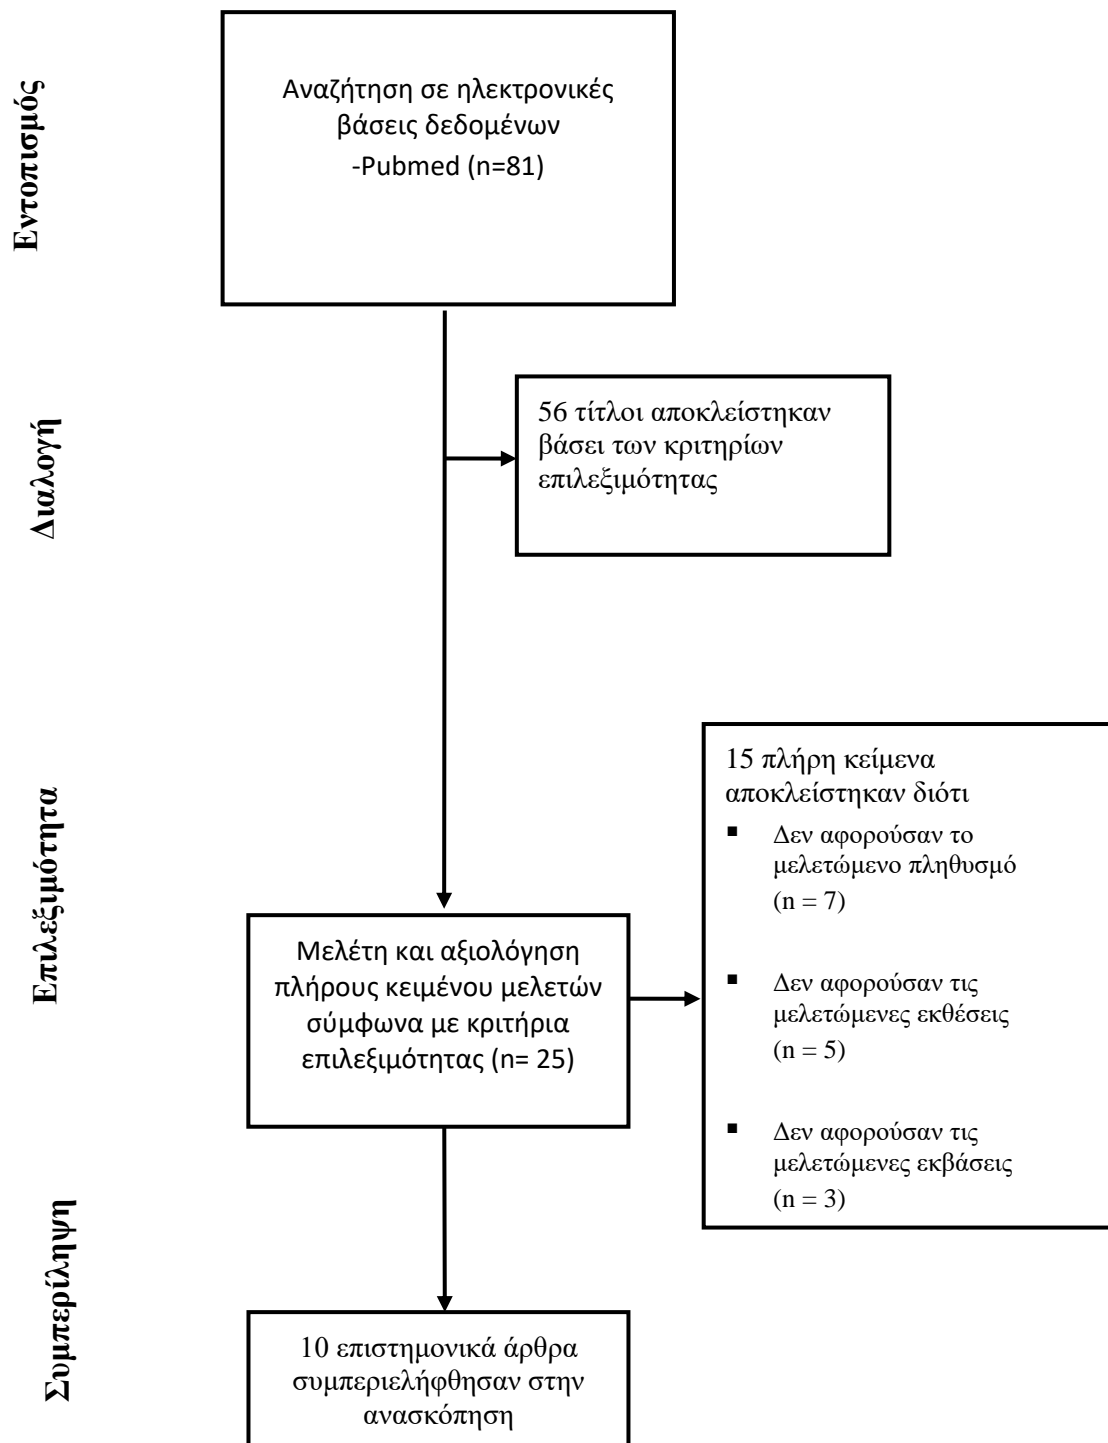 Εντοπισμός
Αναζήτηση σε ηλεκτρονικές
βάσεις δεδομένων
-Pubmed (n=81)
Διαλογή
56 τίτλοι αποκλείστηκαν
βάσει των κριτηρίων
επιλεξιμότητας
Επιλεξιμότητα
Μελέτη και αξιολόγηση
πλήρους κειμένου μελετών
σύμφωνα με κριτήρια
επιλεξιμότητας (n= 25)
15 πλήρη κείμενα
αποκλείστηκαν διότι
▪ Δεν αφορούσαν το
μελετώμενο πληθυσμό
(n = 7)
▪ Δεν αφορούσαν τις
μελετώμενες εκθέσεις
(n = 5)
▪ Δεν αφορούσαν τις
μελετώμενες εκβάσεις
(n = 3)
Συμπερίληψη
10 επιστημονικά άρθρα
συμπεριελήφθησαν στην
ανασκόπηση